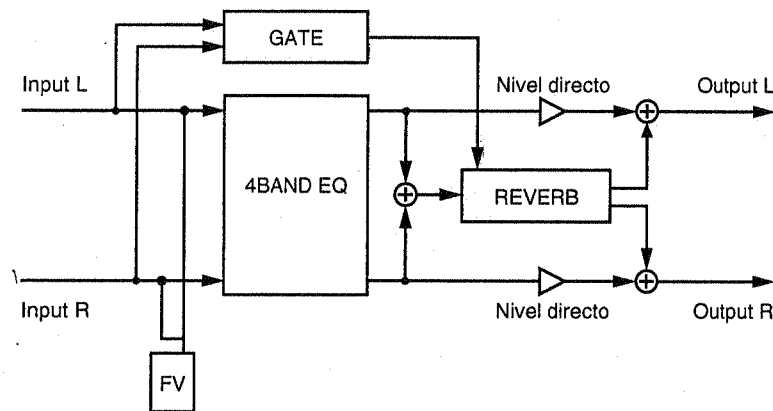 GATE
Input L
Nivel directo
Output L
4BAND EQ
REVERB
Input R
Nivel directo
Output R
FV